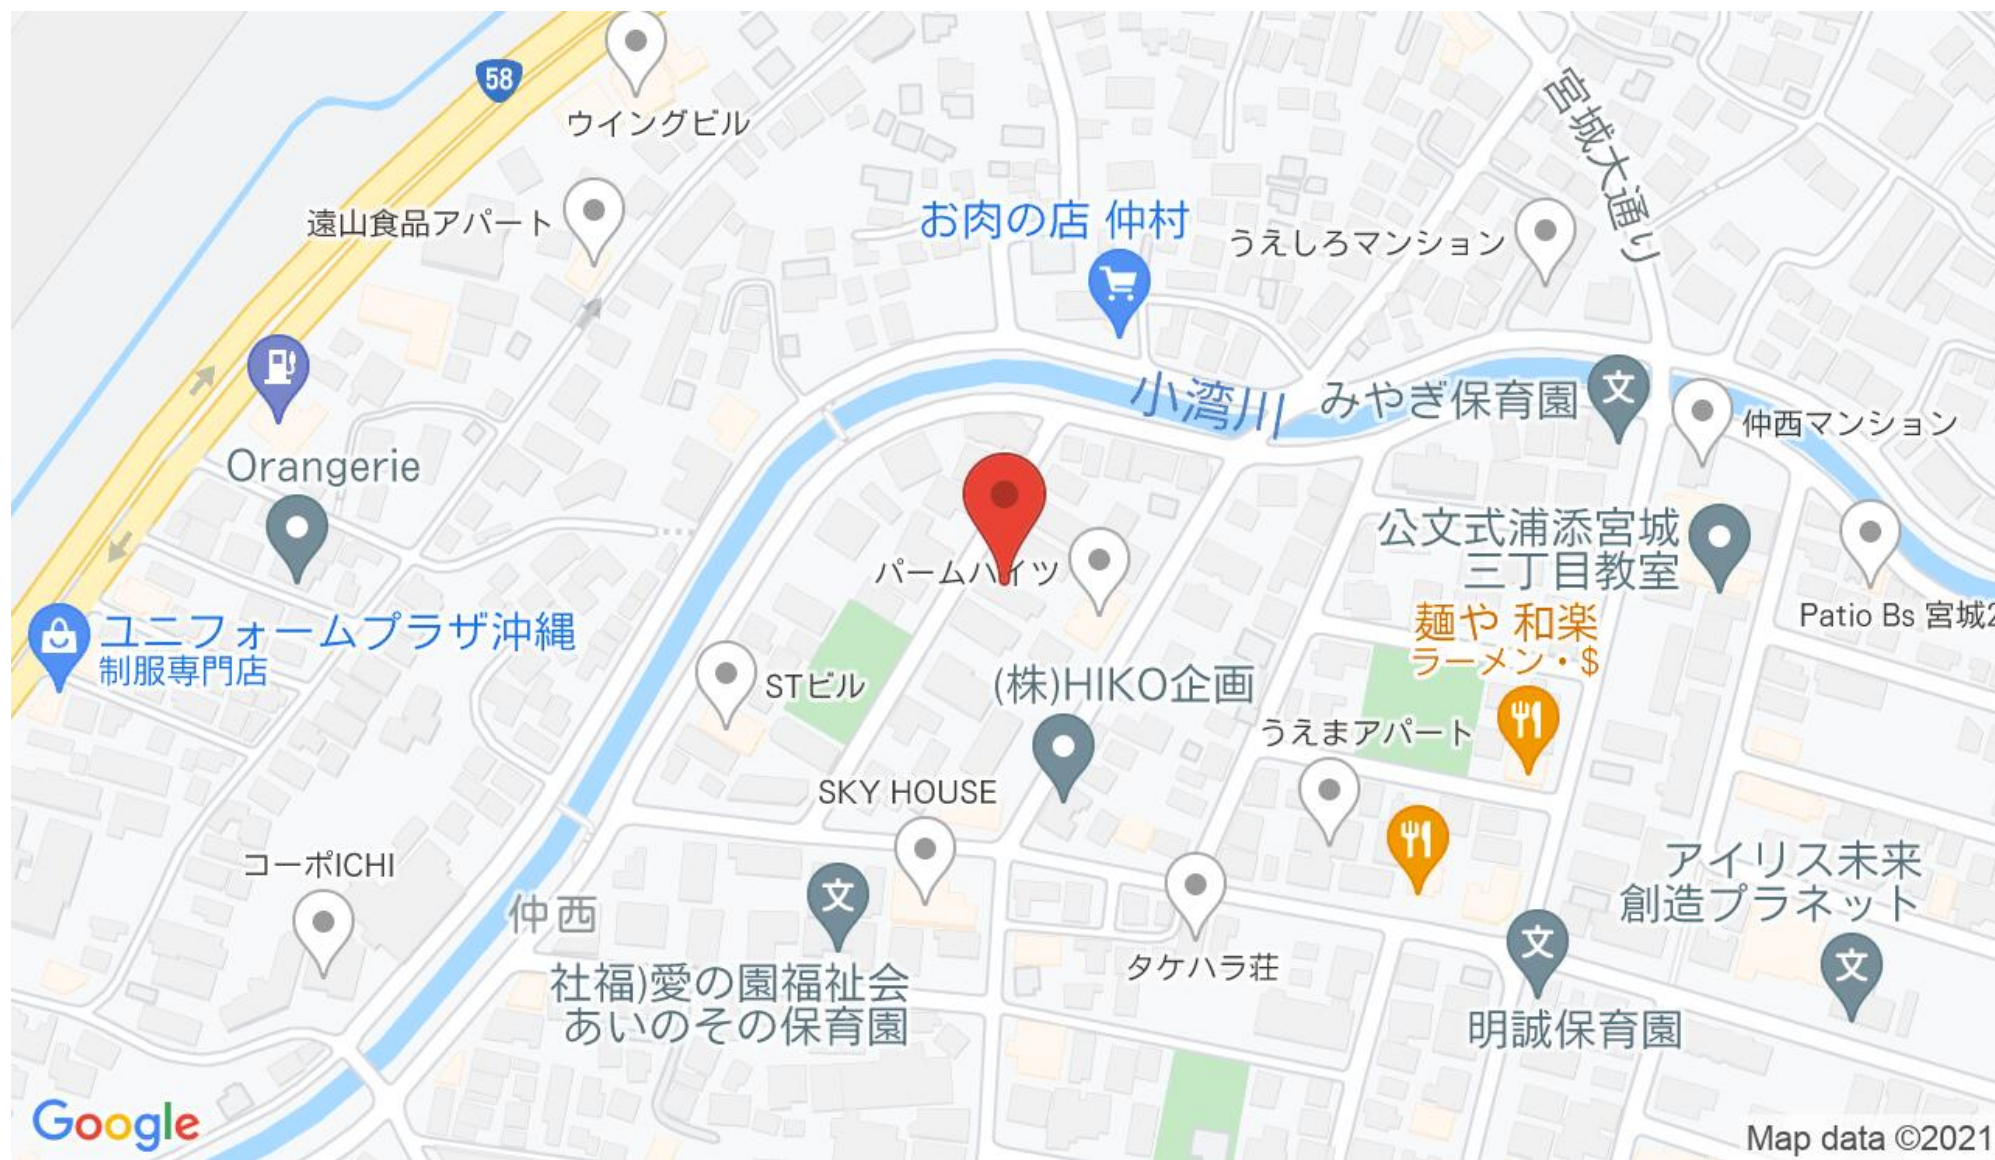 58
ウイングビル
遠山食品アパート
お肉の店 仲村
うえしろマンション
宮城大通り
小湾川
みやぎ保育園
文
仲西マンション
Orangerie
公文式浦添宮城
三丁目教室
パームハイツ
Patio Bs 宮城2
ユニフォームプラザ沖縄
制服専門店
麺や 和楽
ラーメン・$
STビル
(株)HIKO企画
うえまアパート
SKY HOUSE
コーポICHI
アイリス未来
創造プラネット
文
仲西
文
文
タケハラ荘
社福)愛の園福祉会
あいのその保育園
明誠保育園
Google
Map data ©2021